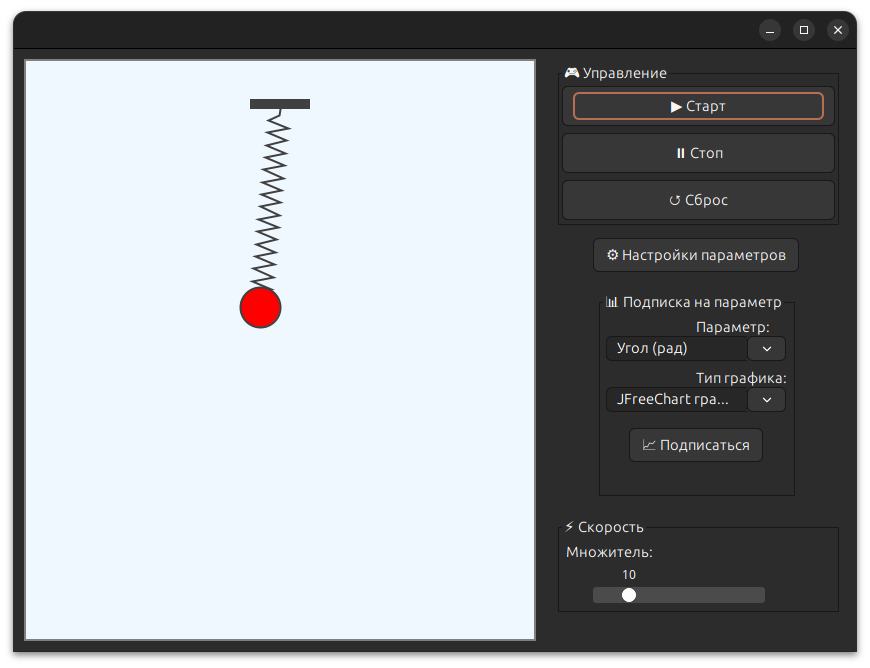 🎮 Управление
▶ Старт
⏸ Стоп
↺ Сброс
⚙ Настройки параметров
📊 Подписка на параметр
Параметр:
Угол (рад)
Тип графика:
JFreeChart гра...
📈 Подписаться
⚡ Скорость
Множитель:
10